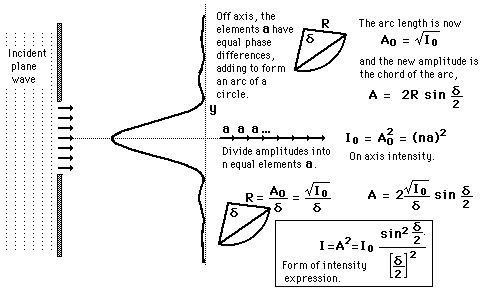 Incident
plane
wave
Off axis, the
elements a have
equal phase
differences,
adding to form
an arc of a
circle.
y
R
δ
The arc length is now
A₀ = √I₀
and the new amplitude is
the chord of the arc,
A = 2R sin δ/2
a a a...
Divide amplitudes into
n equal elements a.
I₀ = A₀² = (na)²
On axis intensity.
δ
R = A₀/δ = √I₀/δ
A = 2 √I₀/δ sin δ/2
I=A²=I₀ sin² δ/2 / [δ/2]²
Form of intensity
expression.